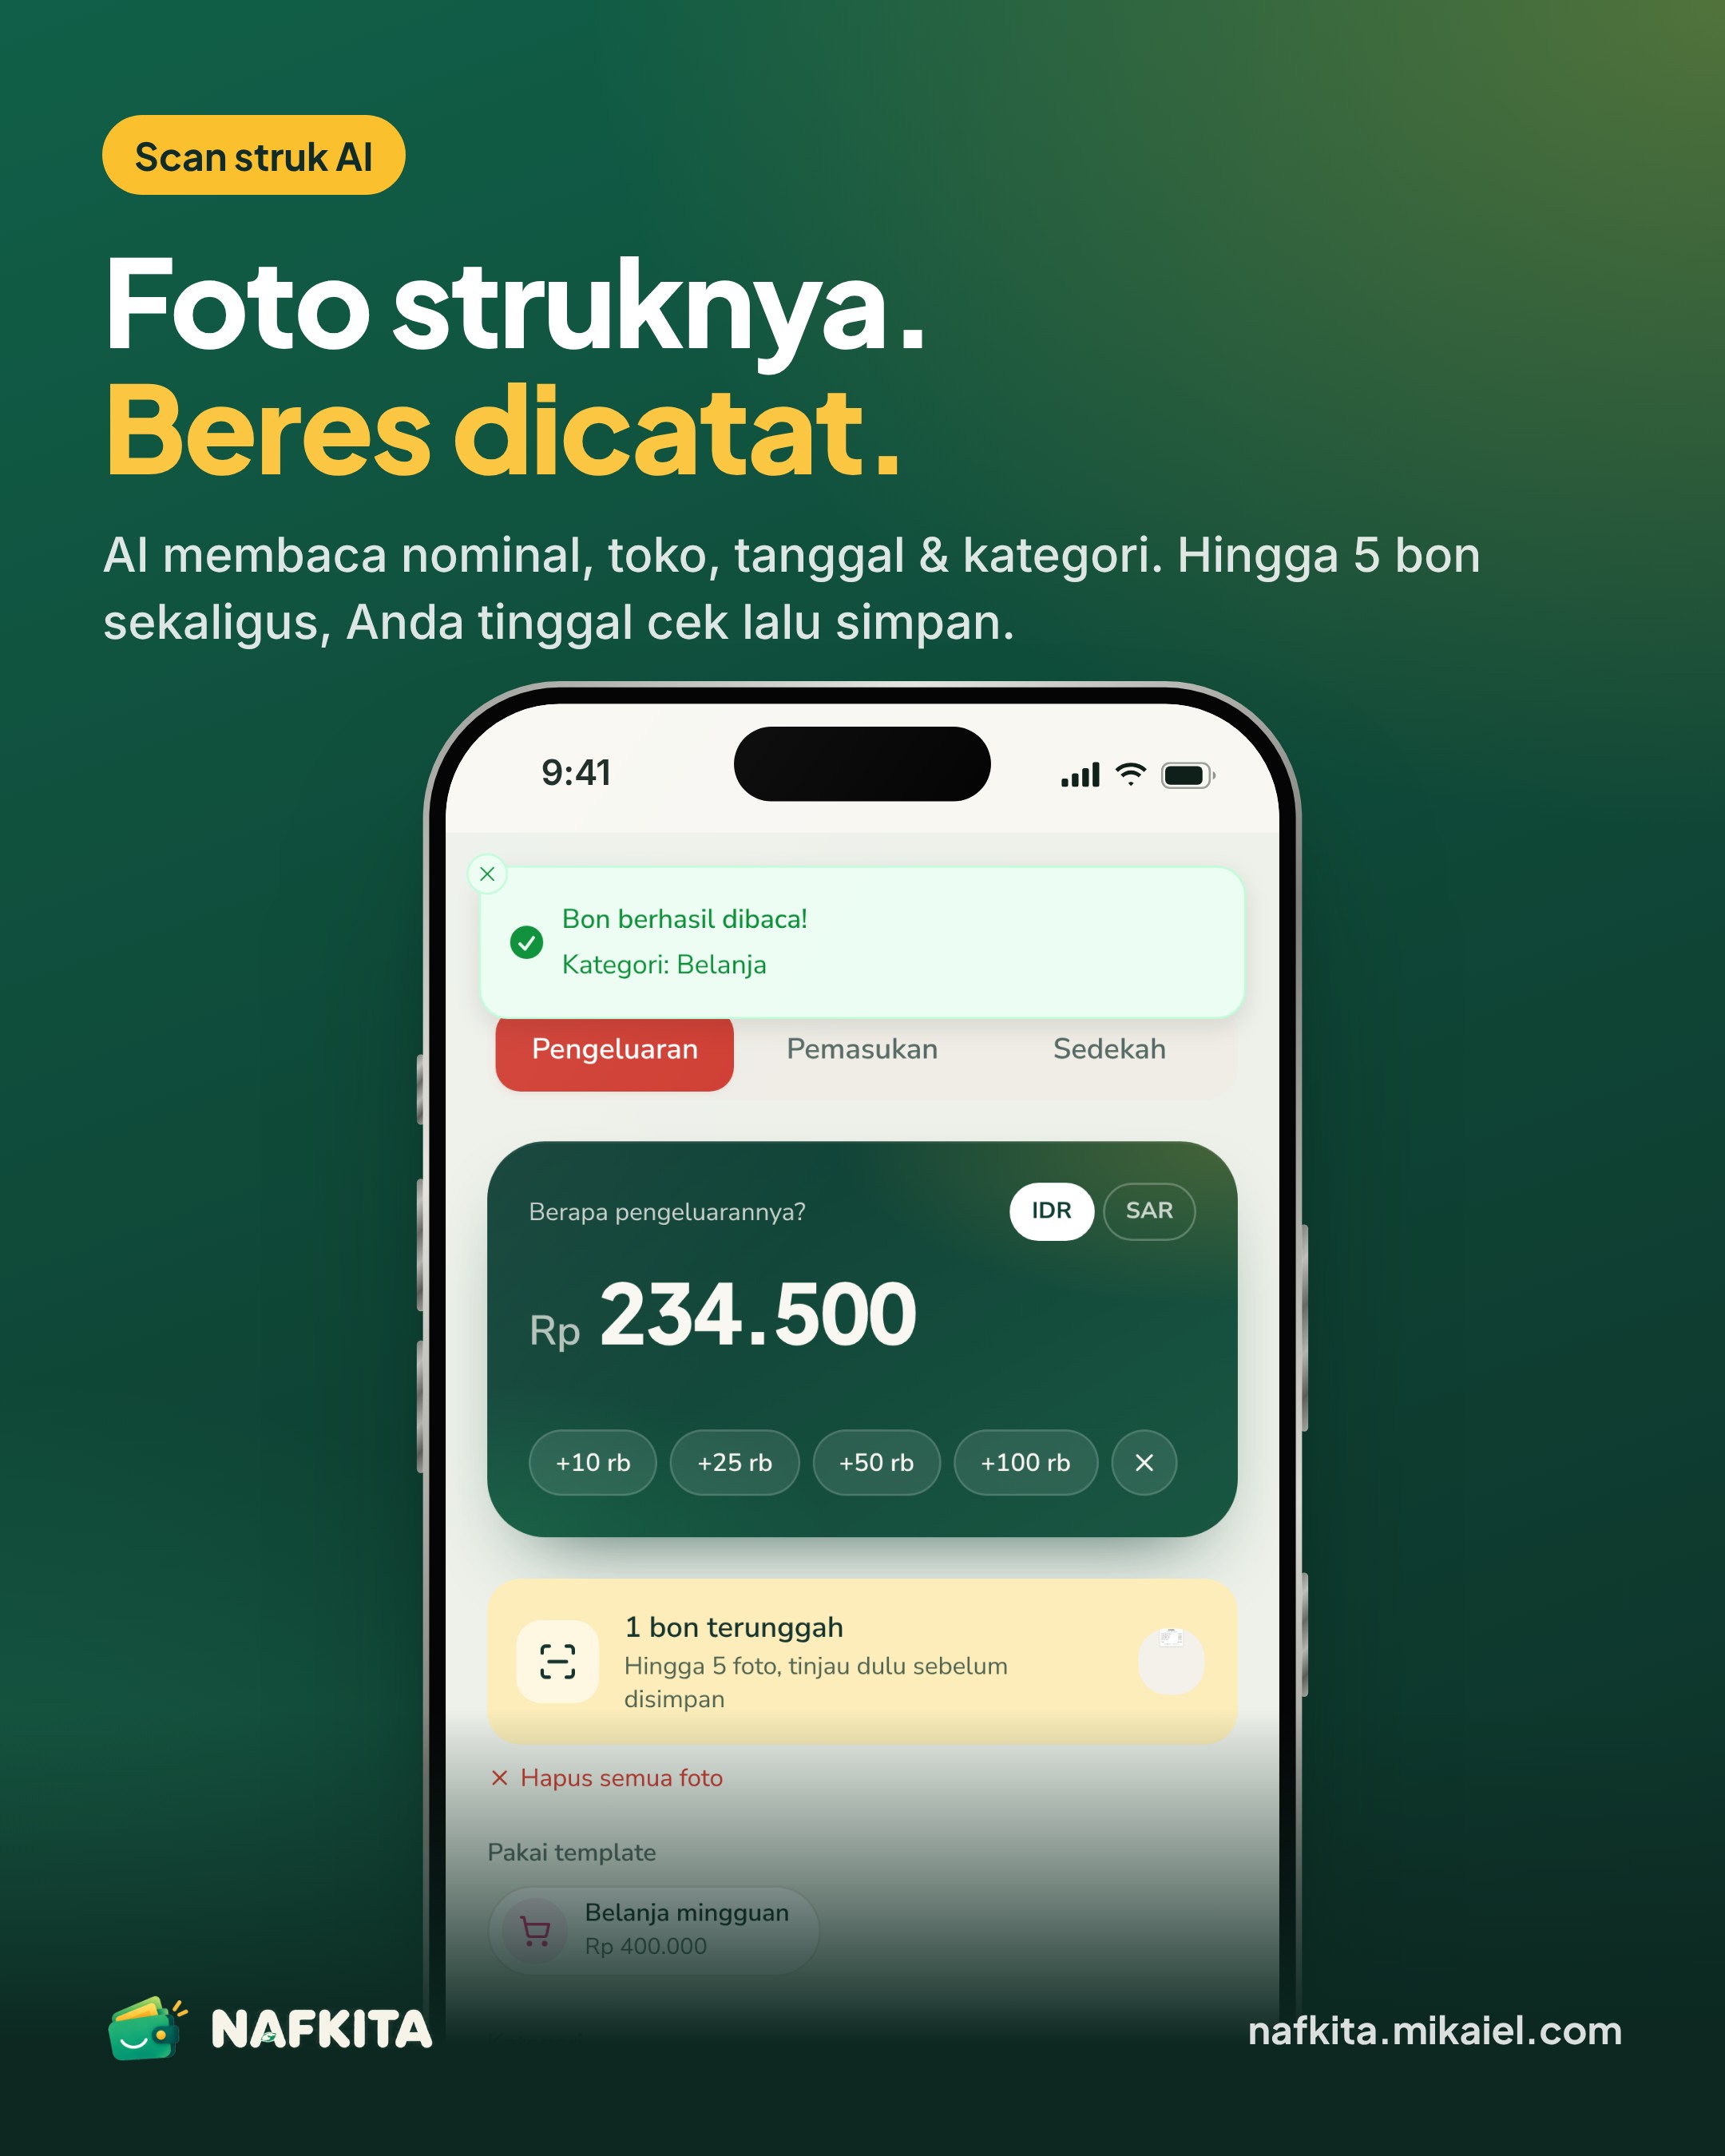 Scan struk AI
Foto struknya.
Beres dicatat.
AI membaca nominal, toko, tanggal & kategori. Hingga 5 bon
sekaligus, Anda tinggal cek lalu simpan.
9:41
Bon berhasil dibaca!
Kategori: Belanja
Pengeluaran Pemasukan Sedekah
Berapa pengeluarannya? IDR SAR
Rp 234.500
+10 rb +25 rb +50 rb +100 rb
1 bon terunggah
Hingga 5 foto, tinjau dulu sebelum
disimpan
Hapus semua foto
Pakai template
Belanja mingguan
Rp 400.000
NAFKITA nafkita.mikaiel.com